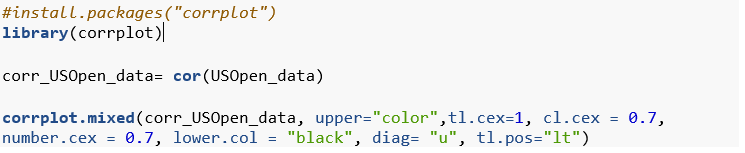 #install.packages("corrplot")
library(corrplot)
corr_USOpen_data= cor(USOpen_data)
corrplot.mixed(corr_USOpen_data, upper="color",tl.cex=1, cl.cex = 0.7,
number.cex = 0.7, lower.col = "black", diag= "u", tl.pos="lt")